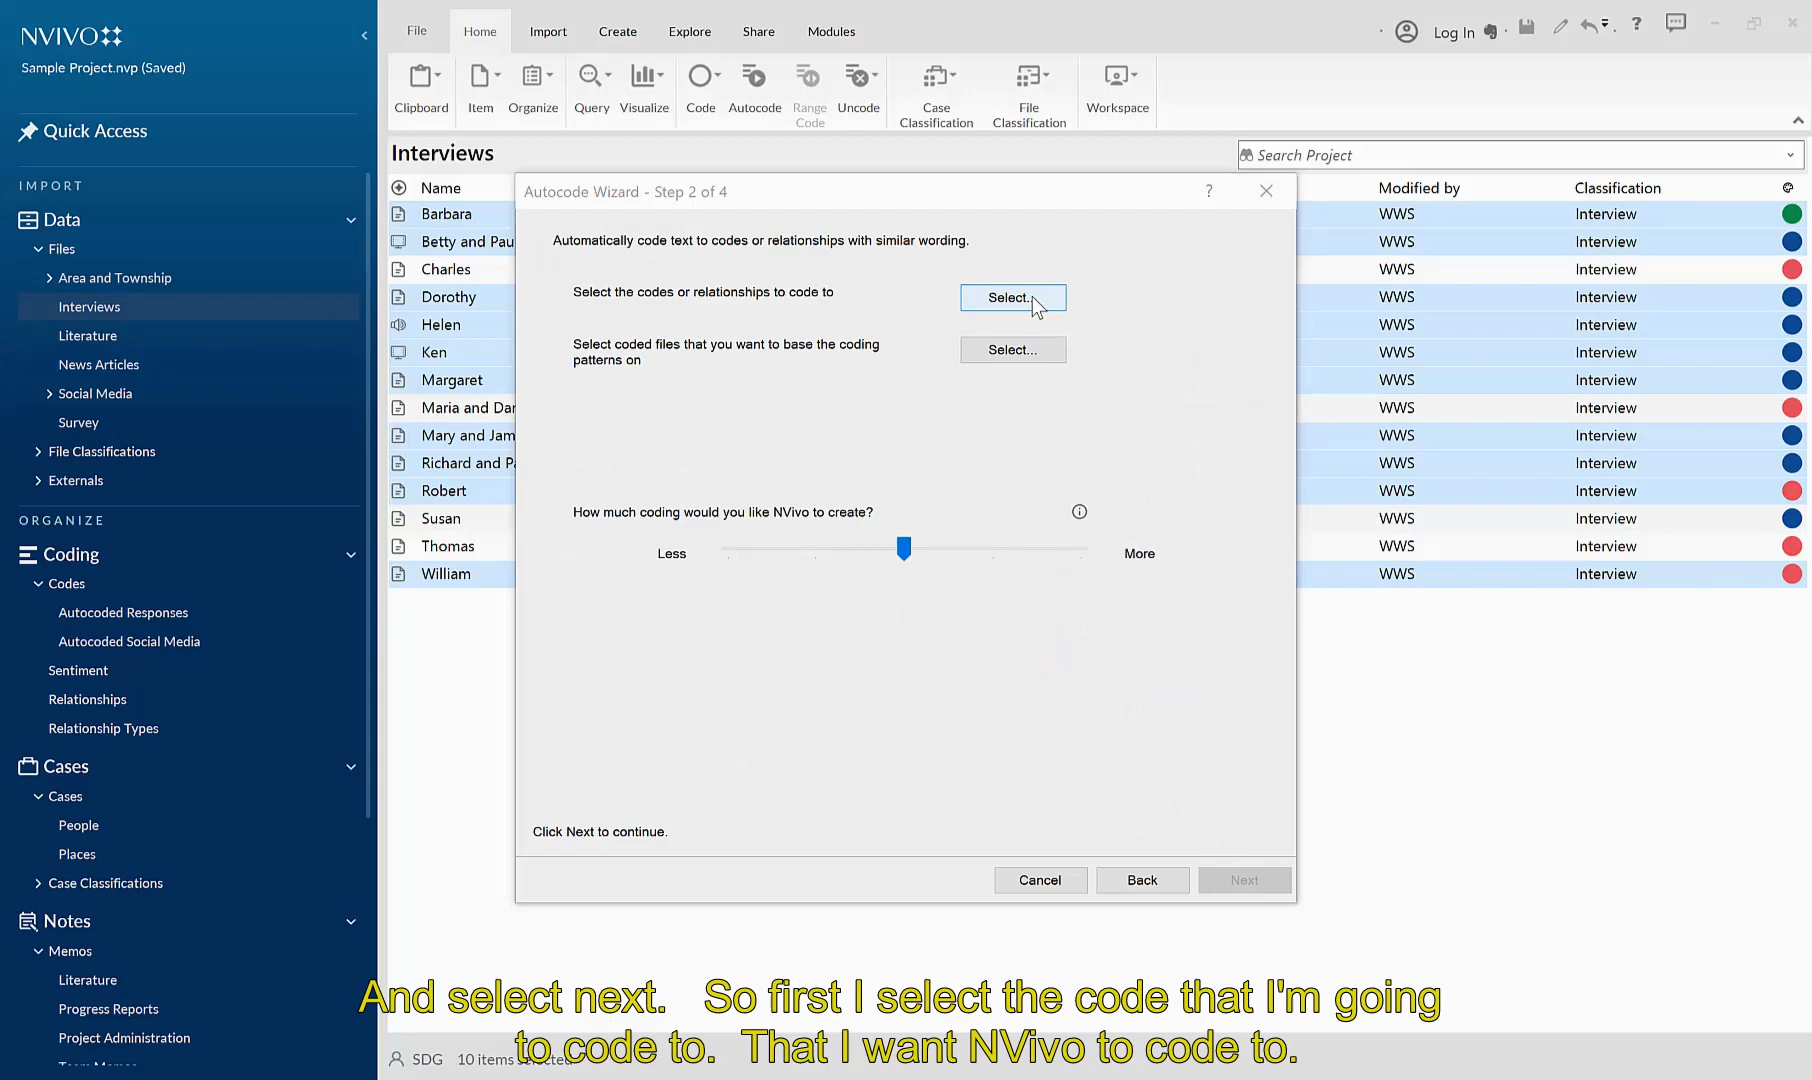 NVIVO
Sample Project.nvp (Saved)
Quick Access
IMPORT
Data
Files
Area and Township
Interviews
Literature
News Articles
Social Media
Survey
File Classifications
Externals
ORGANIZE
Coding
Codes
Autocoded Responses
Autocoded Social Media
Sentiment
Relationships
Relationship Types
Cases
Cases
People
Places
Case Classifications
Notes
Memos
Literature
Progress Reports
Project Administration
File Home Import Create Explore Share Modules
Log In
Clipboard Item Organize Query Visualize Code Autocode Range Code Uncode Case Classification File Classification Workspace
Interviews
Search Project
Name Modified by Classification
Barbara WWS Interview
Betty and Pau WWS Interview
Charles WWS Interview
Dorothy WWS Interview
Helen WWS Interview
Ken WWS Interview
Margaret WWS Interview
Maria and Dan WWS Interview
Mary and Jam WWS Interview
Richard and Pa WWS Interview
Robert WWS Interview
Susan WWS Interview
Thomas WWS Interview
William WWS Interview
Autocode Wizard - Step 2 of 4
Automatically code text to codes or relationships with similar wording.
Select the codes or relationships to code to
Select...
Select coded files that you want to base the coding
patterns on
Select...
How much coding would you like NVivo to create?
Less More
Click Next to continue.
Cancel Back Next
And select next. So first I select the code that I'm going
to code to. That I want NVivo to code to.
SDG 10 items selected